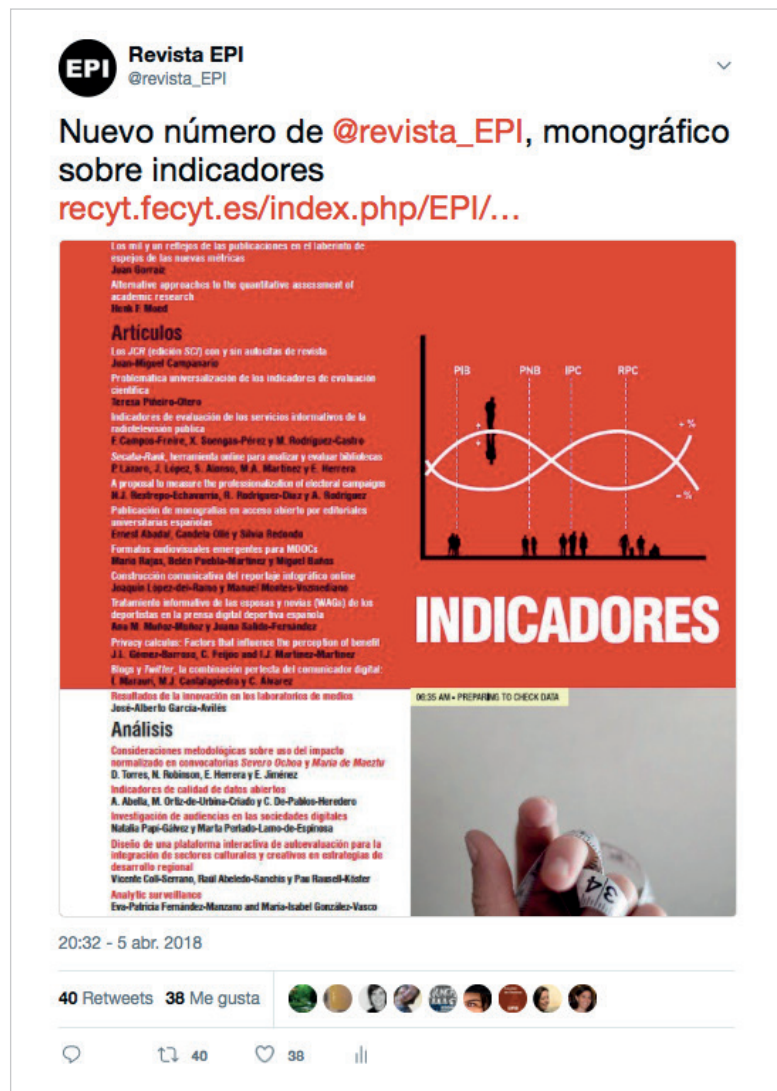 EPI
Revista EPI
@revista_EPI
Nuevo número de @revista_EPI, monográfico
sobre indicadores
recyt.fecyt.es/index.php/EPI/...
Los mil y un reflejos de las publicaciones en el laberinto de
espejos de las nuevas métricas
Juan Gorraiz
Alternative approaches to the quantitative assessment of
academic research
Henk F. Moed
Artículos
Los JCR (edición SCI) con y sin autocitas de revista
Juan-Miguel Campanario
Problemática universalización de los indicadores de evaluación
científica
Teresa Piñeiro-Otero
Indicadores de evaluación de los servicios informativos de la
radiotelevisión pública
F. Campos-Freire, X. Soengas-Pérez y M. Rodríguez-Castro
Secaba-Rank, herramienta online para analizar y evaluar bibliotecas
P. Lázaro, J. López, S. Alonso, M.A. Martínez y E. Herrera
A proposal to measure the professionalization of electoral campaigns
N.J. Restrepo-Echavarría, R. Rodríguez-Díaz y A. Rodríguez
Publicación de monografías en acceso abierto por editoriales
universitarias españolas
Ernest Abadal, Candela Ollé y Silvia Redondo
Formatos audiovisuales emergentes para MOOCs
Mario Rajas, Belén Puebla-Martínez y Miguel Baños
Construcción comunicativa del reportaje infográfico online
Joaquín López-del-Ramo y Manuel Montes-Vozmediano
Tratamiento informativo de las esposas y novias (WAGs) de los
deportistas en la prensa digital deportiva española
Ana M. Muñoz-Muñoz y Juana Salido-Fernández
Privacy calculus: Factors that influence the perception of benefit
J.L. Gómez-Barroso, C. Feijóo and I.J. Martínez-Martínez
Blogs y Twitter, la combinación perfecta del comunicador digital:
I. Marauri, M.J. Cantalapiedra y C. Álvarez
Resultados de la innovación en los laboratorios de medios
José-Alberto García-Avilés
Análisis
Consideraciones metodológicas sobre uso del impacto
normalizado en convocatorias Severo Ochoa y María de Maeztu
D. Torres, N. Robinson, E. Herrera y E. Jiménez
Indicadores de calidad de datos abiertos
A. Abella, M. Ortiz-de-Urbina-Criado y C. De-Pablos-Heredero
Investigación de audiencias en las sociedades digitales
Natalia Papí-Gálvez y Marta Perlado-Lamo-de-Espinosa
Diseño de una plataforma interactiva de autoevaluación para la
integración de sectores culturales y creativos en estrategias de
desarrollo regional
Vicente Coll-Serrano, Raúl Abeledo-Sanchis y Pau Rausell-Köster
Analytic surveillance
Eva-Patricia Fernández-Manzano and María-Isabel González-Vasco
PIB PNB IPC RPC
+ %
- %
INDICADORES
06:35 AM • PREPARING TO CHECK DATA
34
20:32 - 5 abr. 2018
40 Retweets 38 Me gusta
40 38